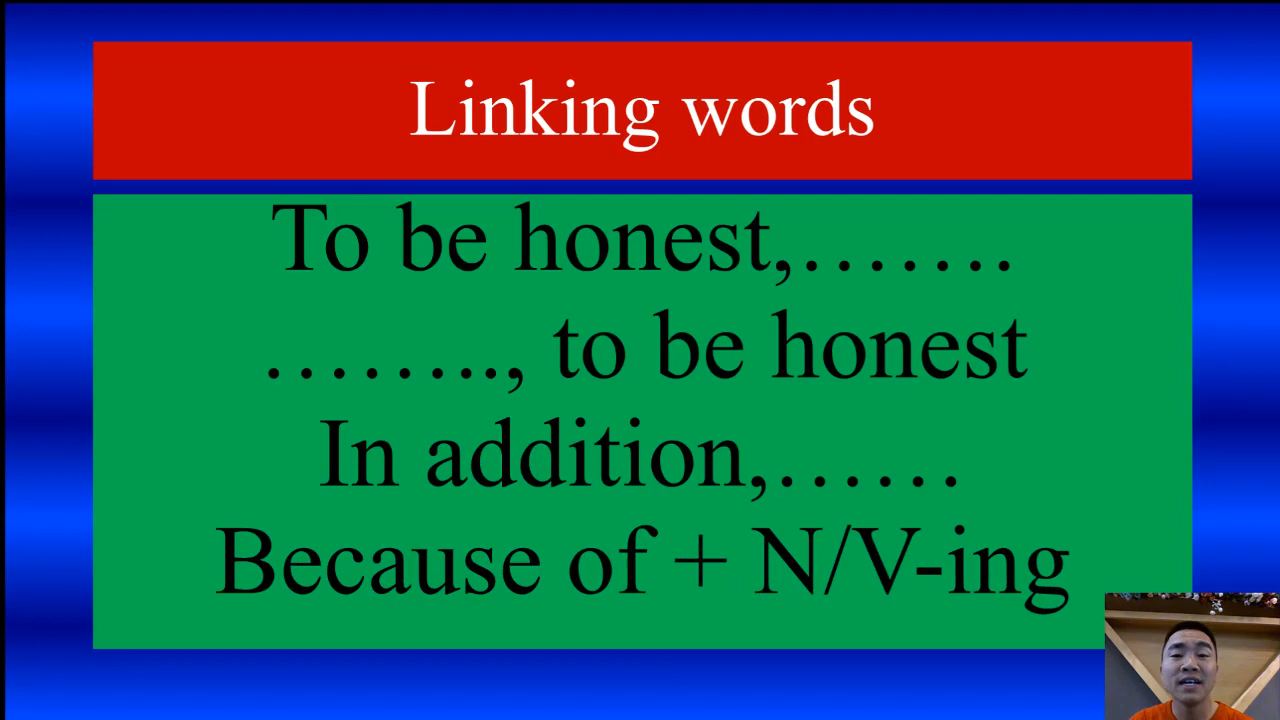 Linking words
To be honest,…….
…….., to be honest
In addition,……
Because of + N/V-ing